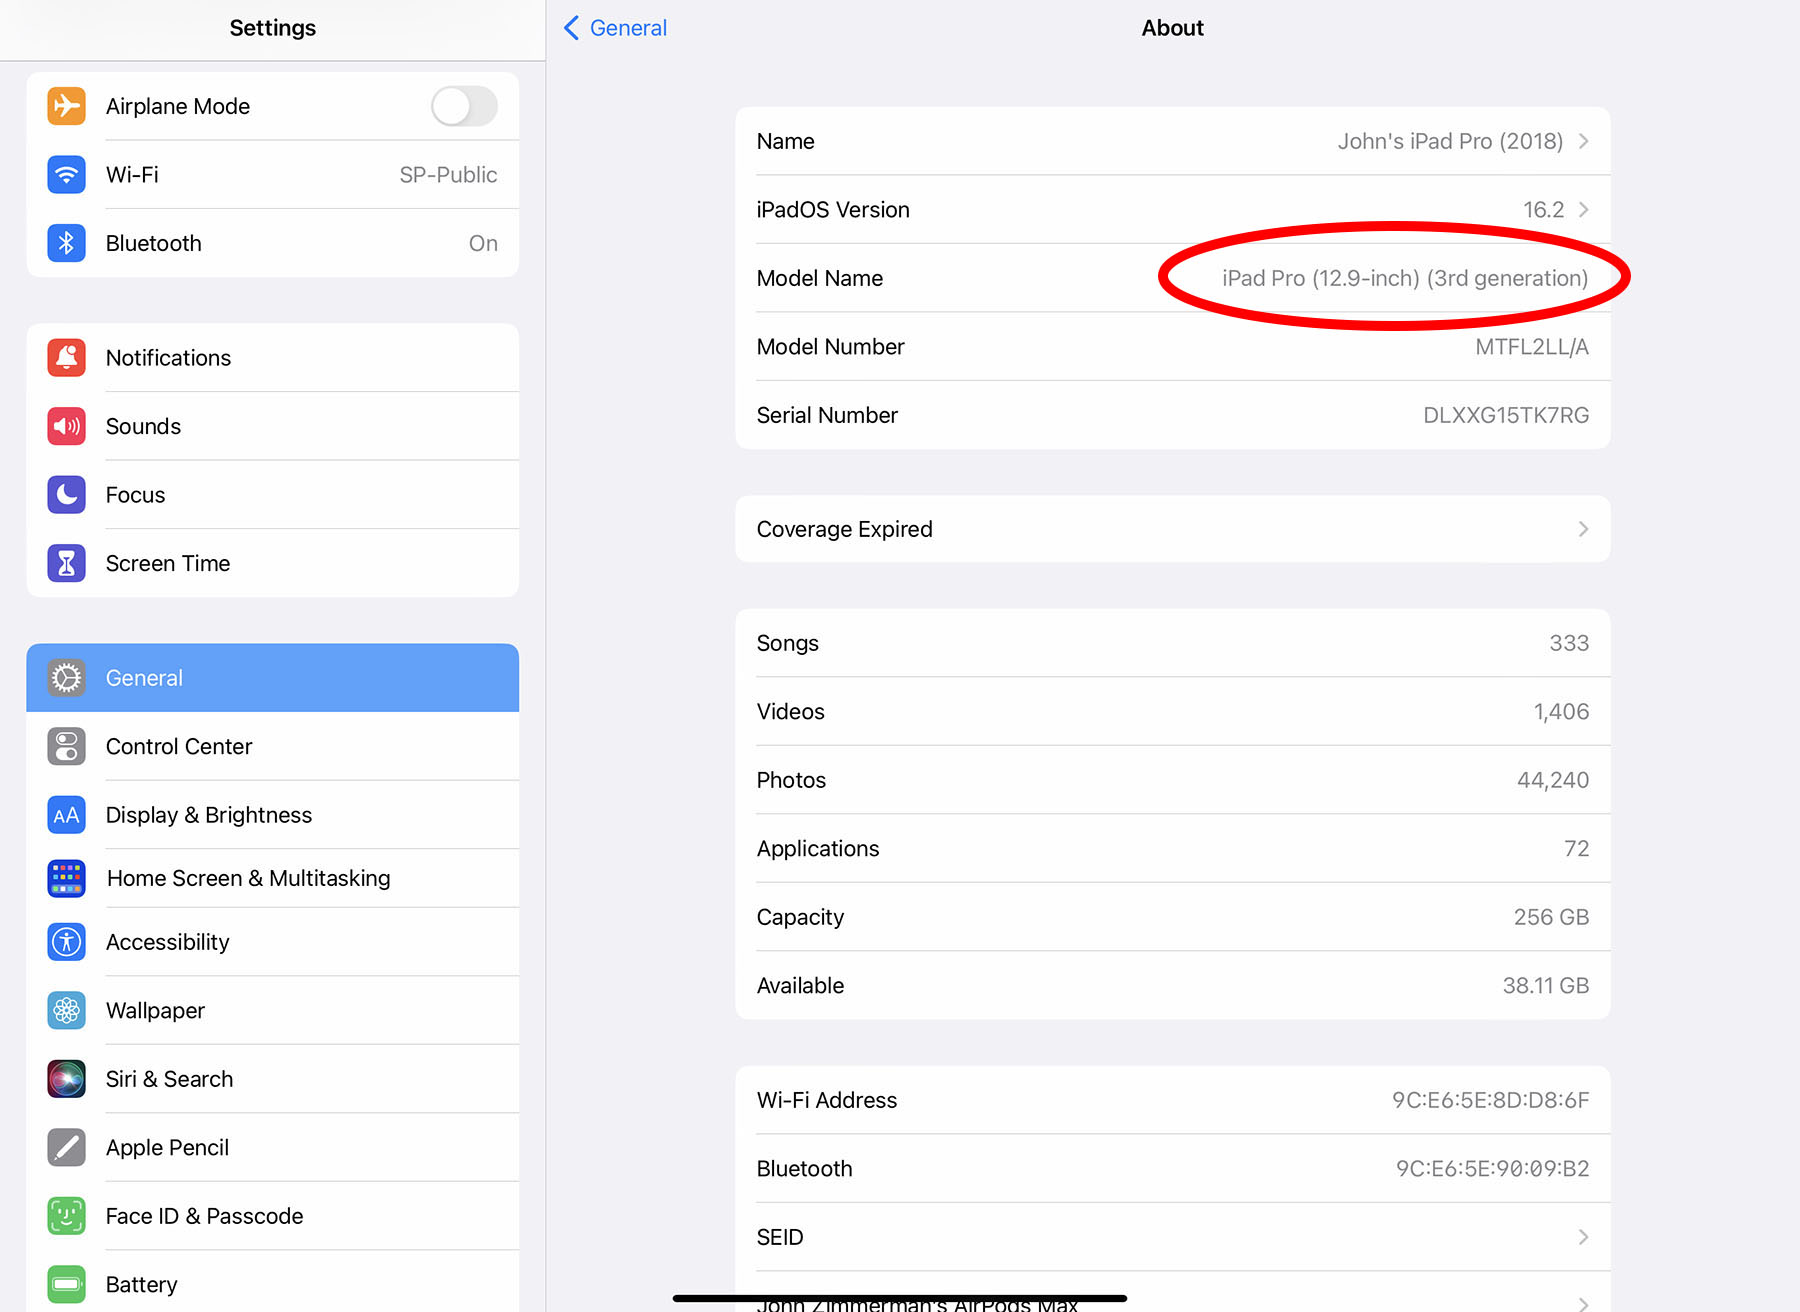 Settings
Airplane Mode
Wi-Fi SP-Public
Bluetooth On
Notifications
Sounds
Focus
Screen Time
General
Control Center
AA Display & Brightness
Home Screen & Multitasking
Accessibility
Wallpaper
Siri & Search
Apple Pencil
Face ID & Passcode
Battery
General
About
Name John's iPad Pro (2018)
iPadOS Version 16.2
Model Name iPad Pro (12.9-inch) (3rd generation)
Model Number MTFL2LL/A
Serial Number DLXXG15TK7RG
Coverage Expired
Songs 333
Videos 1,406
Photos 44,240
Applications 72
Capacity 256 GB
Available 38.11 GB
Wi-Fi Address 9C:E6:5E:8D:D8:6F
Bluetooth 9C:E6:5E:90:09:B2
SEID
John Zimmerman's AirPods Max